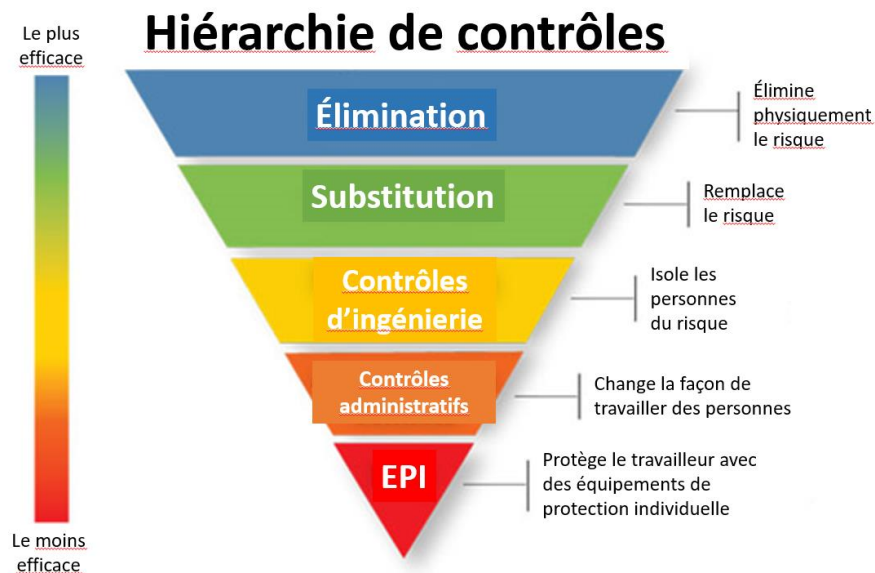 Hiérarchie de contrôles
Le plus
efficace
Élimination
Élimine
physiquement
le risque
Substitution
Remplace
le risque
Contrôles
d’ingénierie
Isole les
personnes
du risque
Contrôles
administratifs
Change la façon de
travailler des personnes
EPI
Protège le travailleur avec
des équipements de
protection individuelle
Le moins
efficace